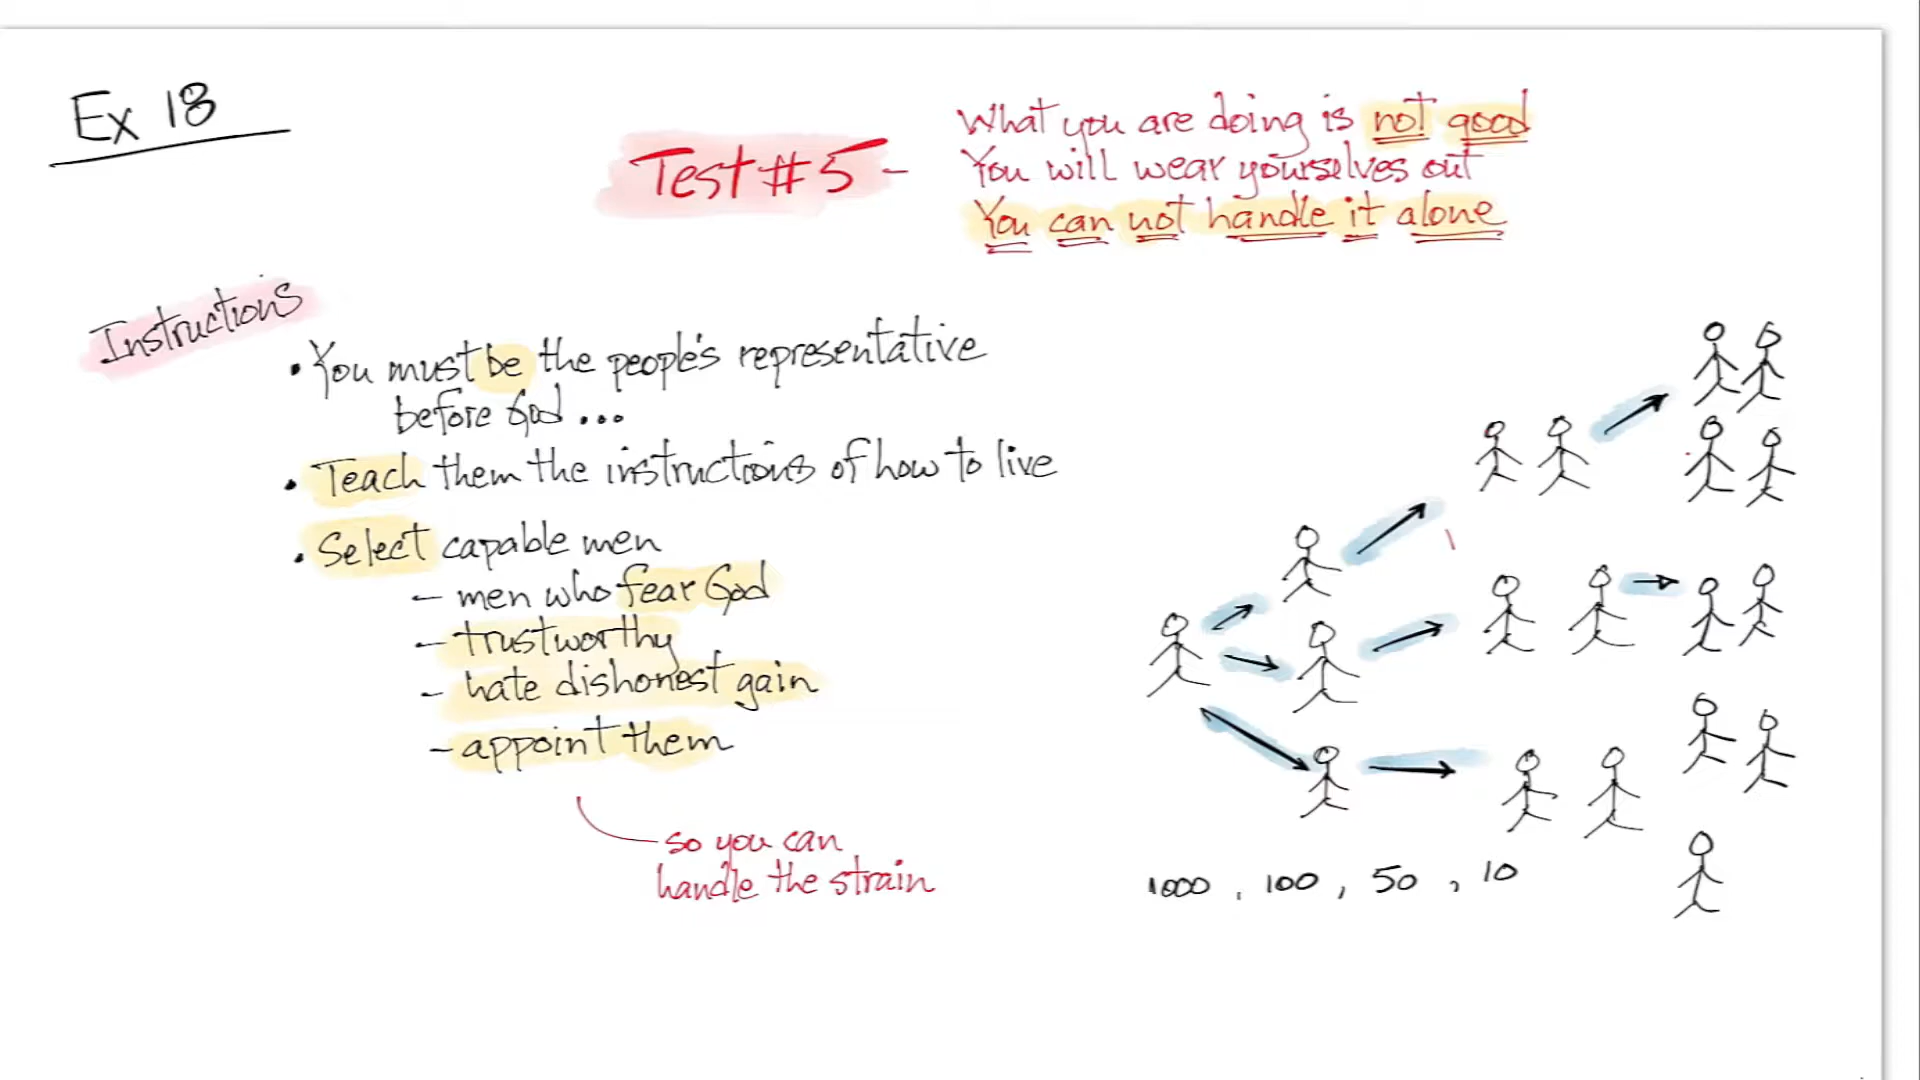 Ex 18
Test #5 -
What you are doing is not good
You will wear yourselves out
You can not handle it alone
Instructions
• You must be the people's representative
before God ...
• Teach them the instructions of how to live
• Select capable men
- men who fear God
- trustworthy
- hate dishonest gain
- appoint them
so you can
handle the strain
1000 , 100 , 50 , 10